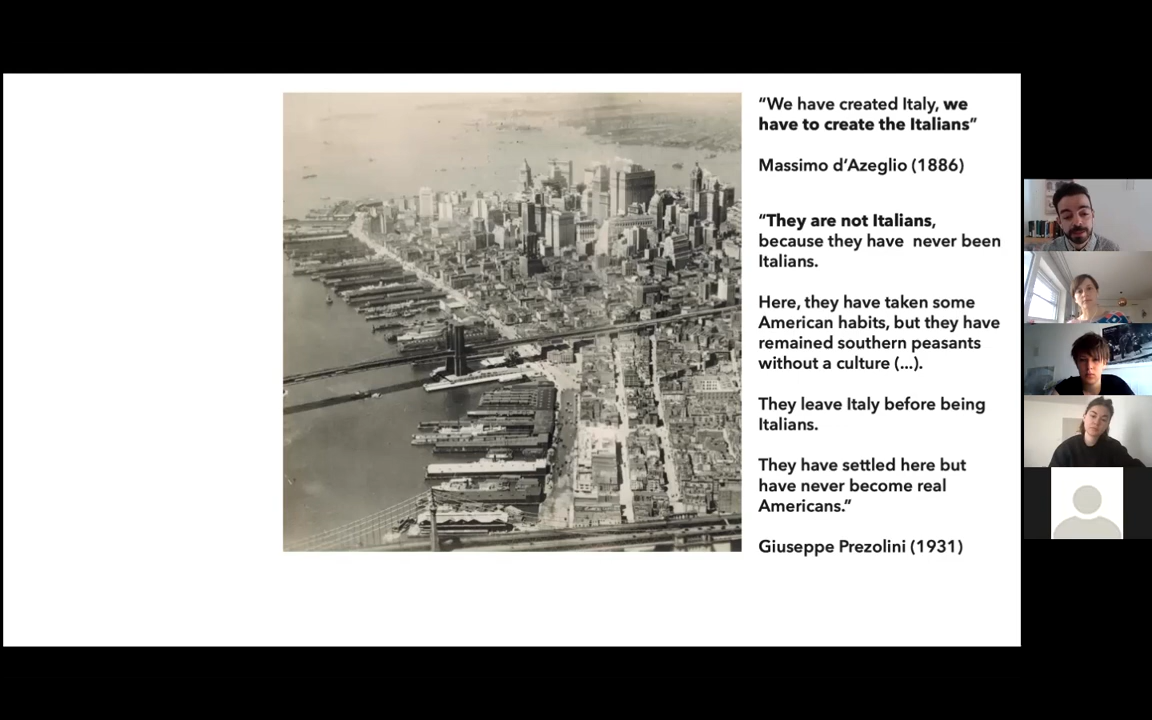 “We have created Italy, we
have to create the Italians”
Massimo d’Azeglio (1886)
“They are not Italians,
because they have never been
Italians.
Here, they have taken some
American habits, but they have
remained southern peasants
without a culture (...).
They leave Italy before being
Italians.
They have settled here but
have never become real
Americans.”
Giuseppe Prezolini (1931)